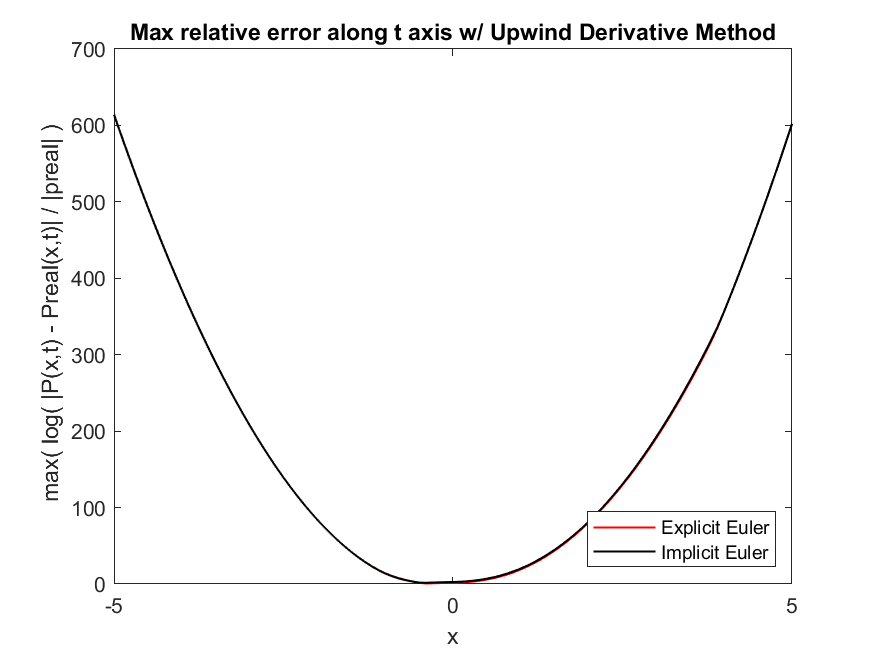 Max relative error along t axis w/ Upwind Derivative Method
max( log( |P(x,t) - Preal(x,t)| / |preal| )
700
600
500
400
300
200
100
0
-5
0
5
x
Explicit Euler
Implicit Euler